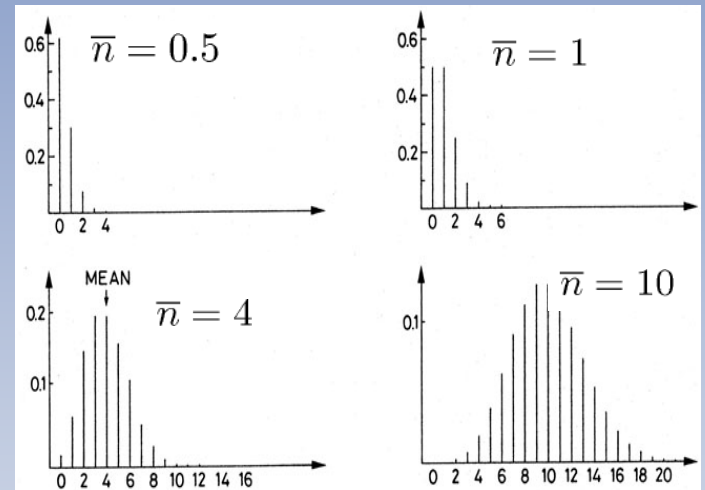 n̅ = 0.5
0.6
0.4
0.2
0 2 4
n̅ = 1
0.6
0.4
0.2
0 2 4 6
MEAN
n̅ = 4
0.2
0.1
0 2 4 6 8 10 12 14 16
n̅ = 10
0.1
0 2 4 6 8 10 12 14 16 18 20